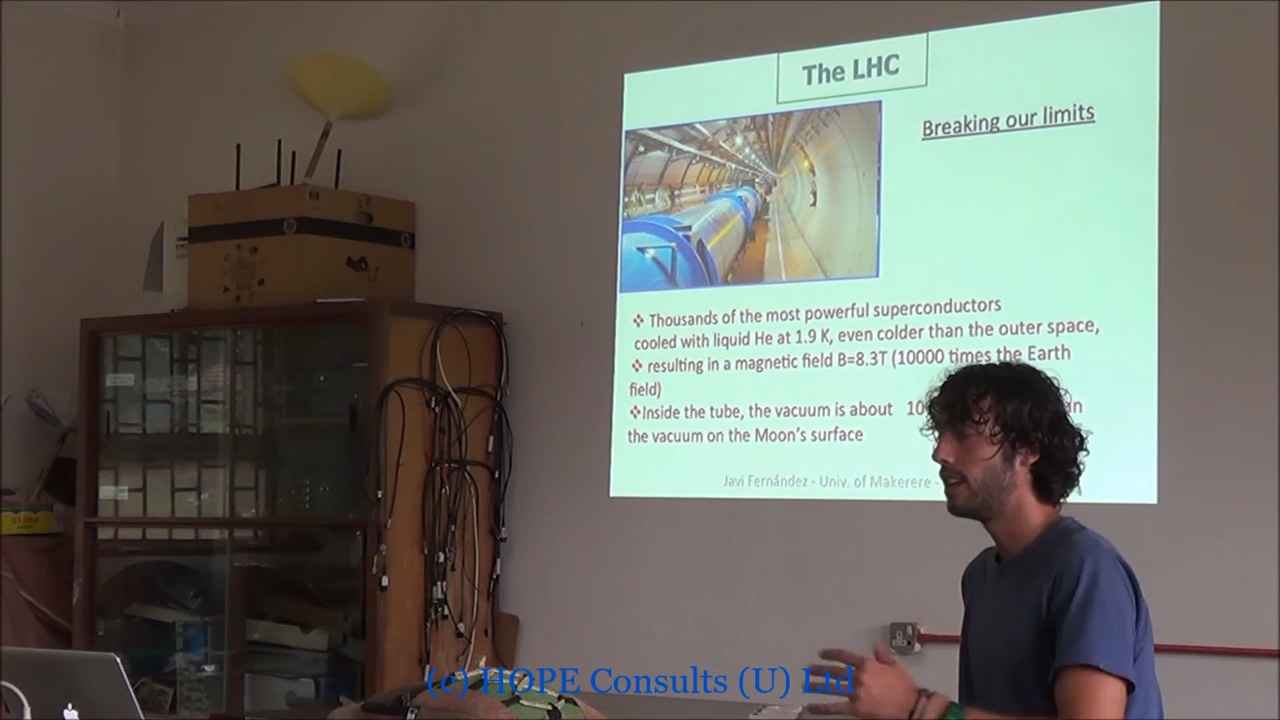 The LHC
Breaking our limits
❖ Thousands of the most powerful superconductors
cooled with liquid He at 1.9 K, even colder than the outer space,
❖ resulting in a magnetic field B=8.3T (10000 times the Earth
field)
❖Inside the tube, the vacuum is about 10
the vacuum on the Moon's surface
Javi Fernández - Univ. of Makerere -
(c) HOPE Consults (U) Ltd